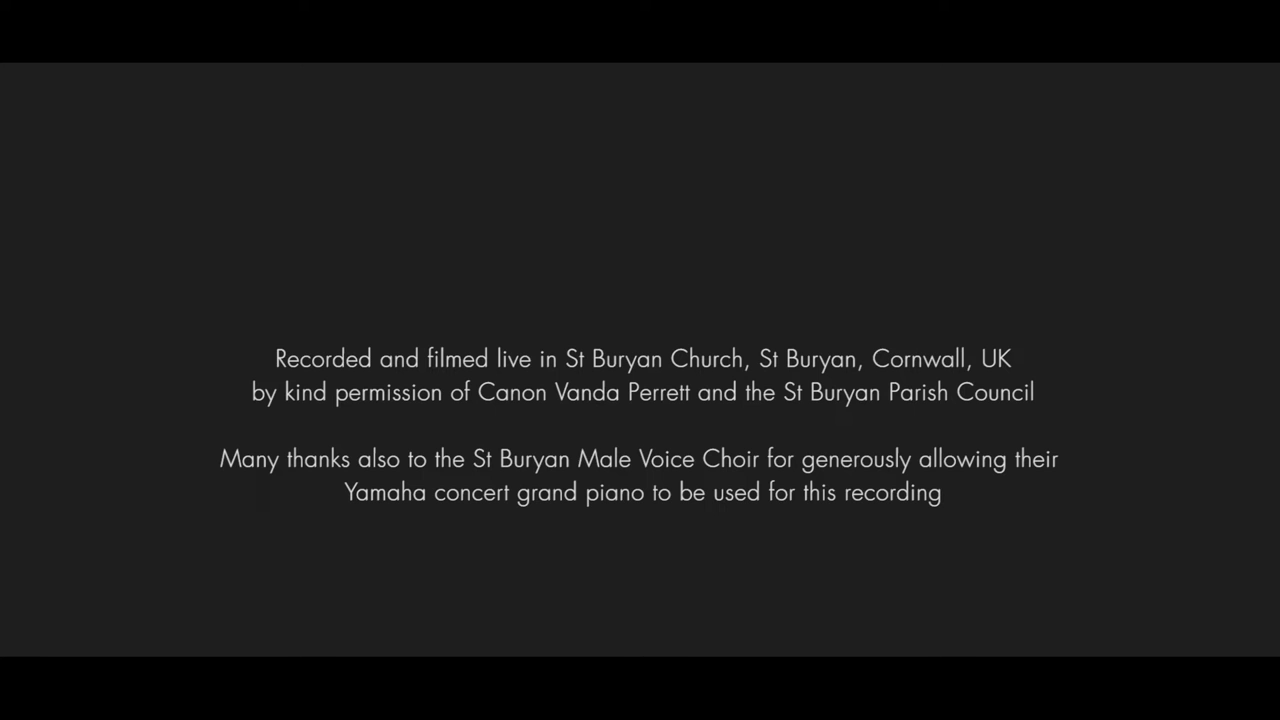 Recorded and filmed live in St Buryan Church, St Buryan, Cornwall, UK
by kind permission of Canon Vanda Perrett and the St Buryan Parish Council
Many thanks also to the St Buryan Male Voice Choir for generously allowing their
Yamaha concert grand piano to be used for this recording